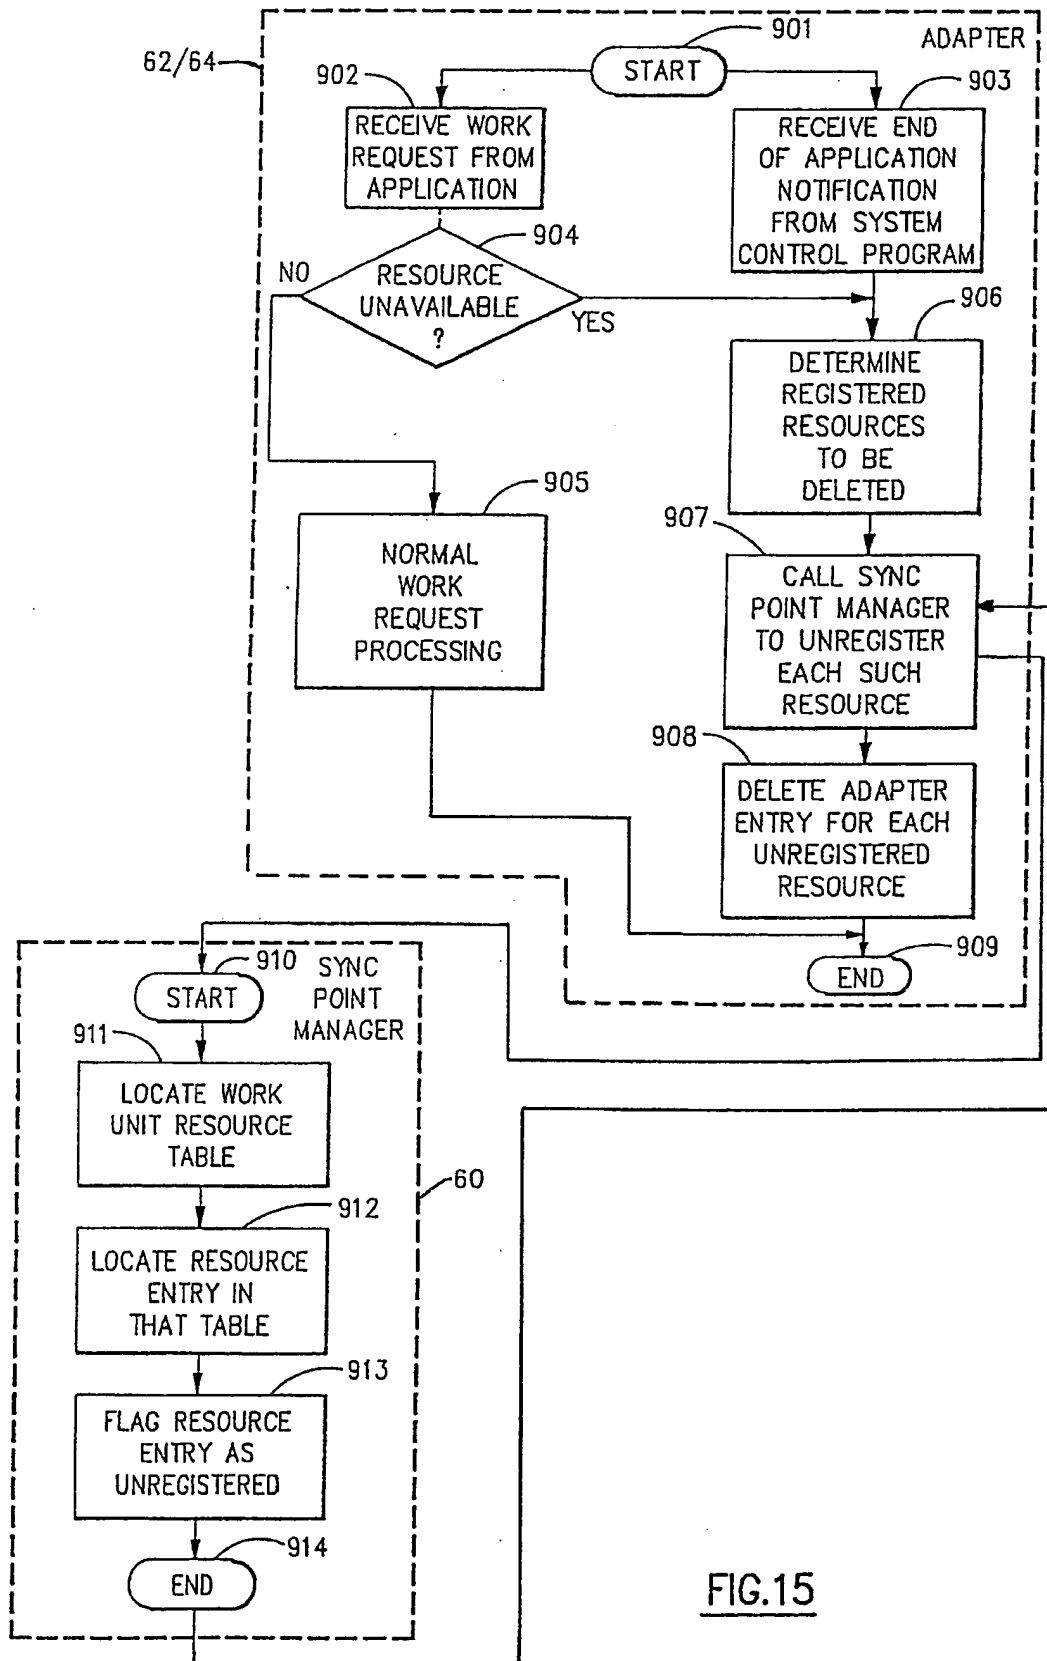 901
ADAPTER
62/64
START
902
903
RECEIVE WORK
REQUEST FROM
APPLICATION
RECEIVE END
OF APPLICATION
NOTIFICATION
FROM SYSTEM
CONTROL PROGRAM
904
NO
RESOURCE
UNAVAILABLE
?
YES
906
DETERMINE
REGISTERED
RESOURCES
TO BE
DELETED
905
NORMAL
WORK
REQUEST
PROCESSING
907
CALL SYNC
POINT MANAGER
TO UNREGISTER
EACH SUCH
RESOURCE
908
DELETE ADAPTER
ENTRY FOR EACH
UNREGISTERED
RESOURCE
909
END
910
SYNC
POINT
MANAGER
START
911
LOCATE WORK
UNIT RESOURCE
TABLE
60
912
LOCATE RESOURCE
ENTRY IN
THAT TABLE
913
FLAG RESOURCE
ENTRY AS
UNREGISTERED
914
END
FIG.15